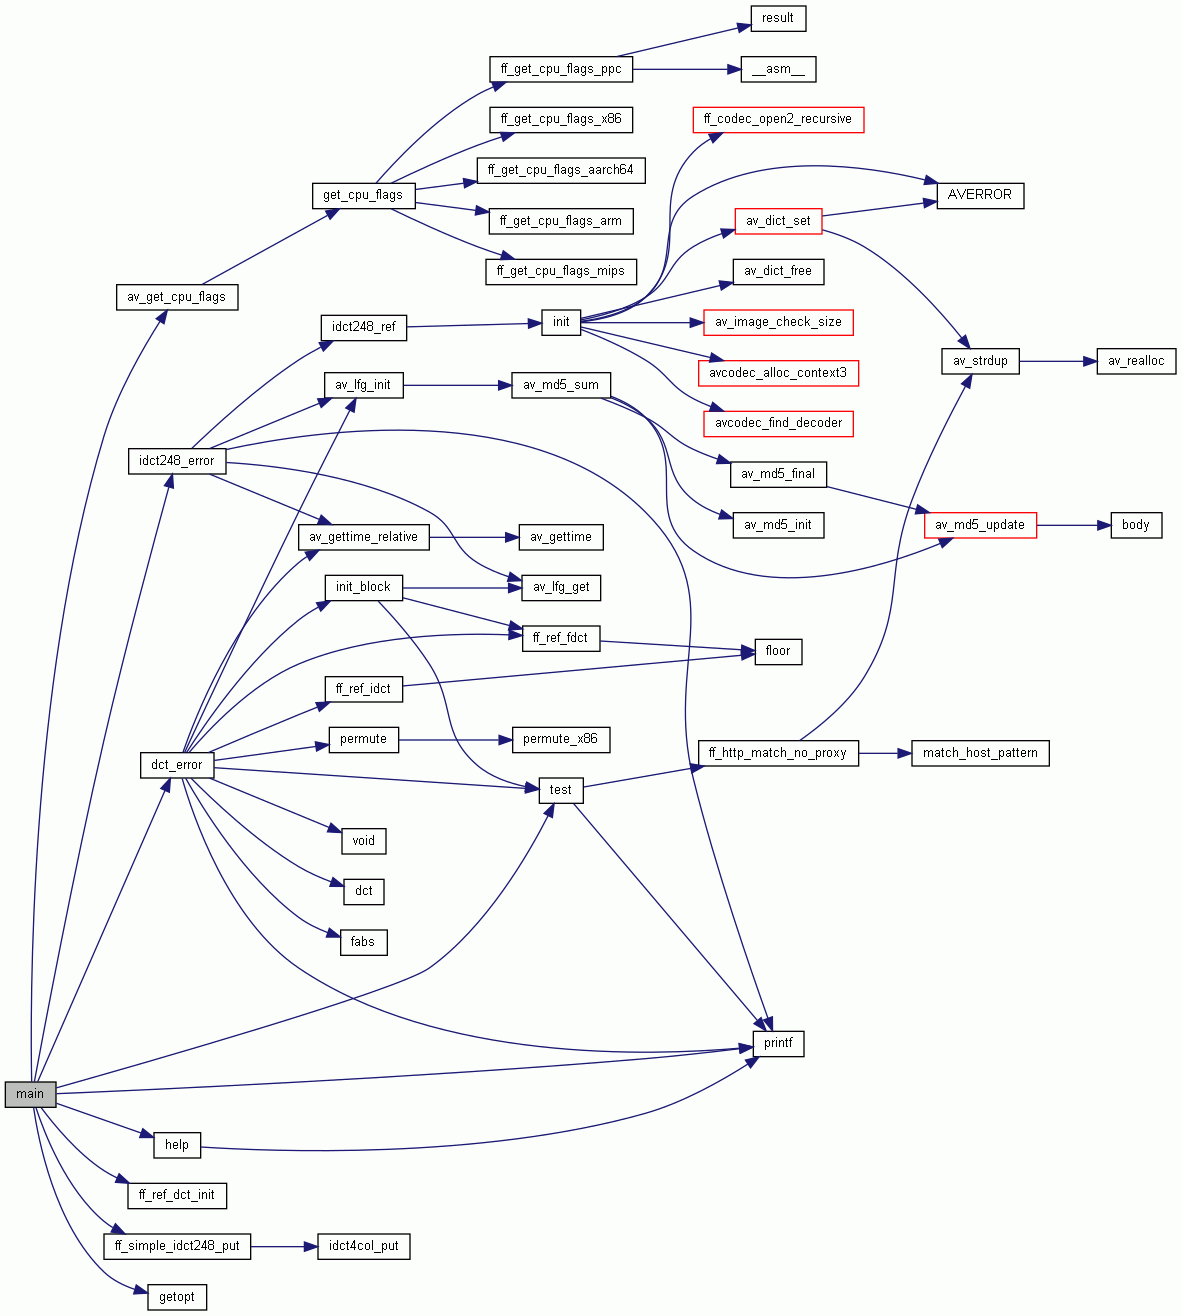 result
ff_get_cpu_flags_ppc
__asm__
ff_codec_open2_recursive
ff_get_cpu_flags_x86
ff_get_cpu_flags_aarch64
get_cpu_flags
AVERROR
ff_get_cpu_flags_arm
av_dict_set
ff_get_cpu_flags_mips
av_dict_free
av_get_cpu_flags
idct248_ref
init
av_image_check_size
av_strdup
av_realloc
avcodec_alloc_context3
av_lfg_init
av_md5_sum
avcodec_find_decoder
idct248_error
av_md5_final
av_md5_init
av_md5_update
body
av_gettime_relative
av_gettime
init_block
av_lfg_get
ff_ref_fdct
floor
ff_ref_idct
permute
permute_x86
ff_http_match_no_proxy
match_host_pattern
dct_error
test
void
dct
fabs
printf
main
help
ff_ref_dct_init
ff_simple_idct248_put
idct4col_put
getopt